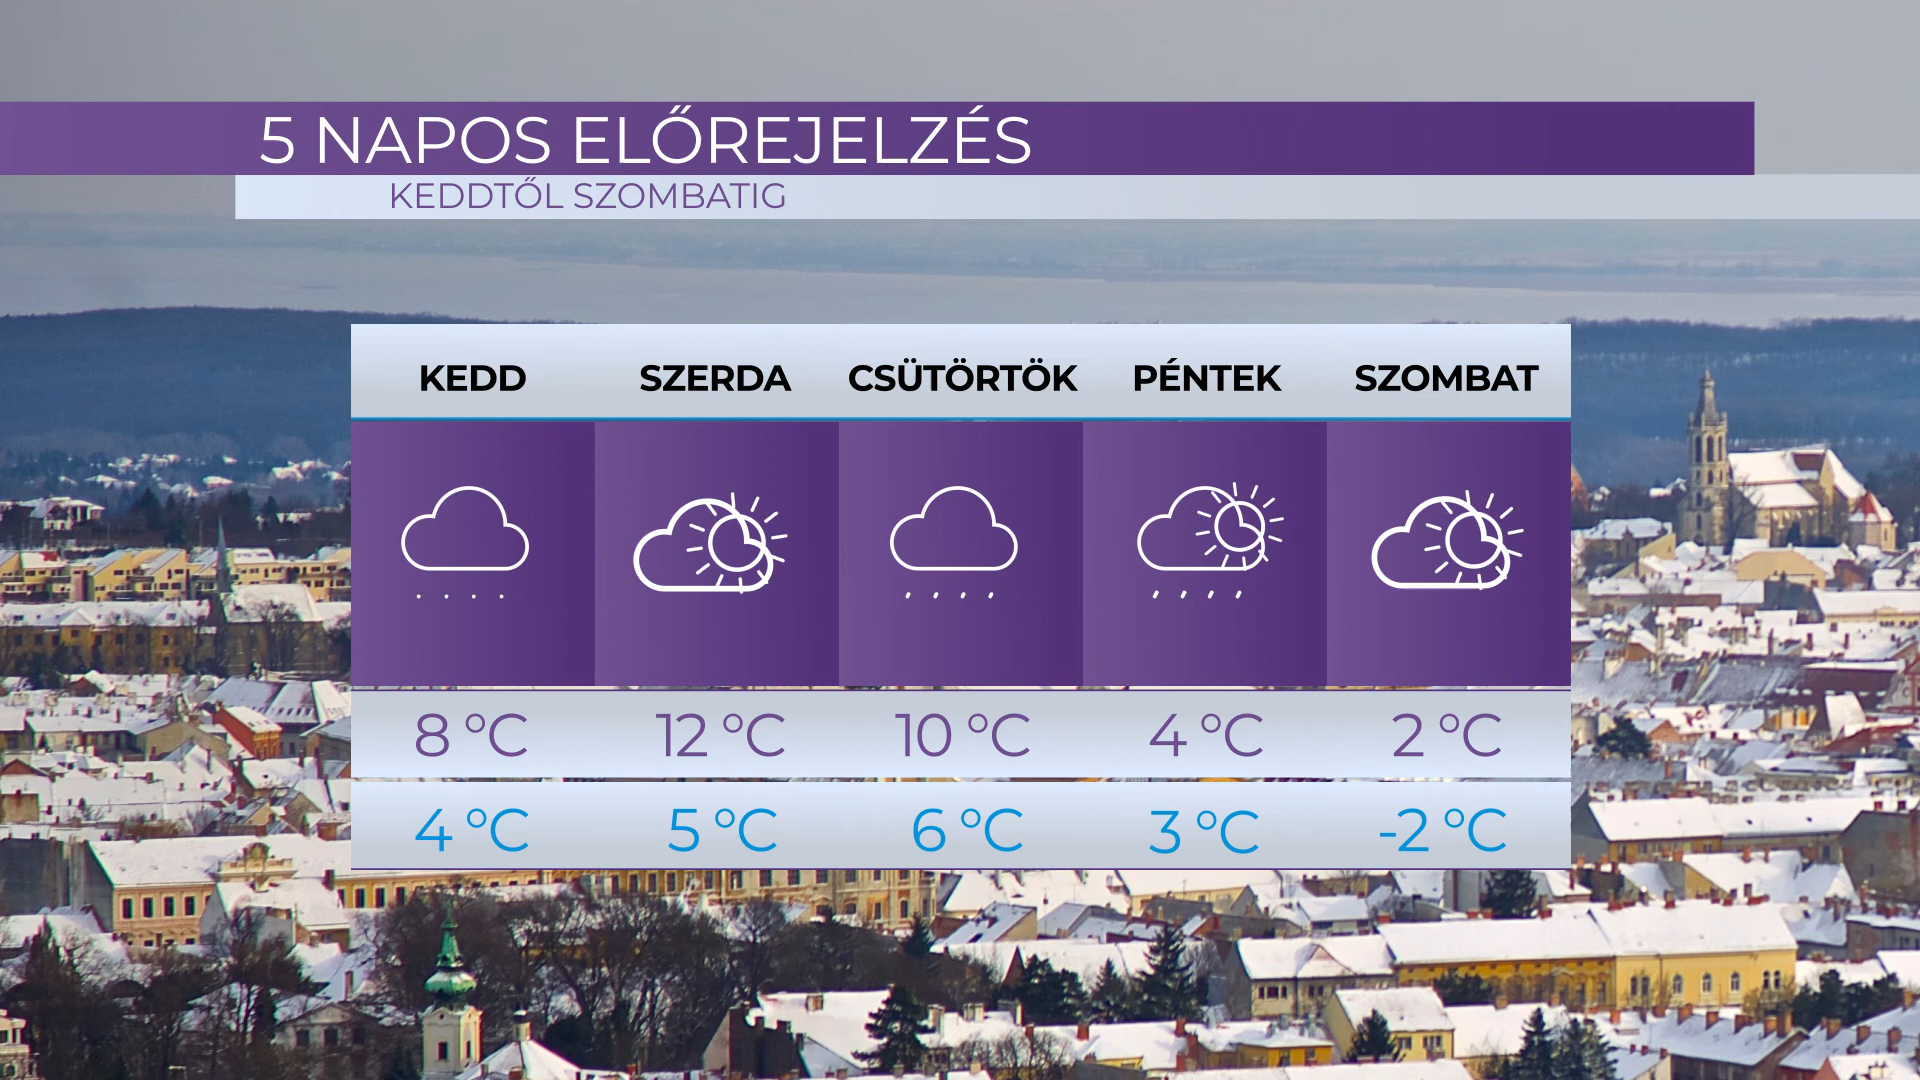 5 NAPOS ELŐREJELZÉS
KEDDTŐL SZOMBATIG
KEDD SZERDA CSÜTÖRTÖK PÉNTEK SZOMBAT
8 °C 12 °C 10 °C 4 °C 2 °C
4 °C 5 °C 6 °C 3 °C -2 °C